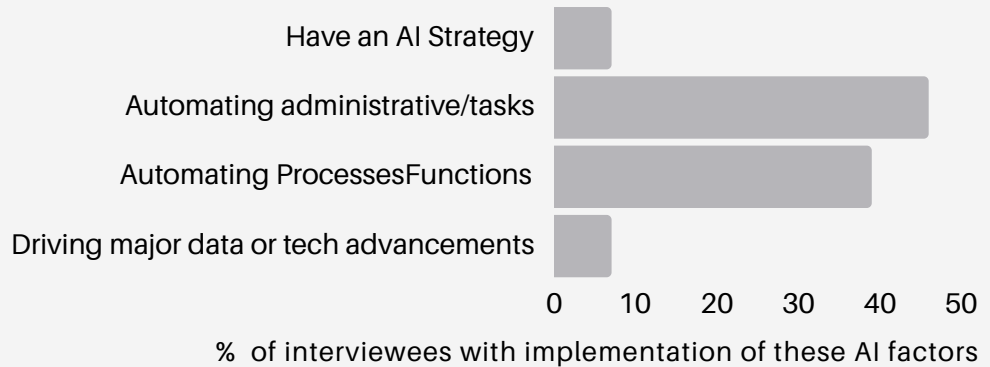 Have an AI Strategy
Automating administrative/tasks
Automating ProcessesFunctions
Driving major data or tech advancements
0 10 20 30 40 50
% of interviewees with implementation of these AI factors